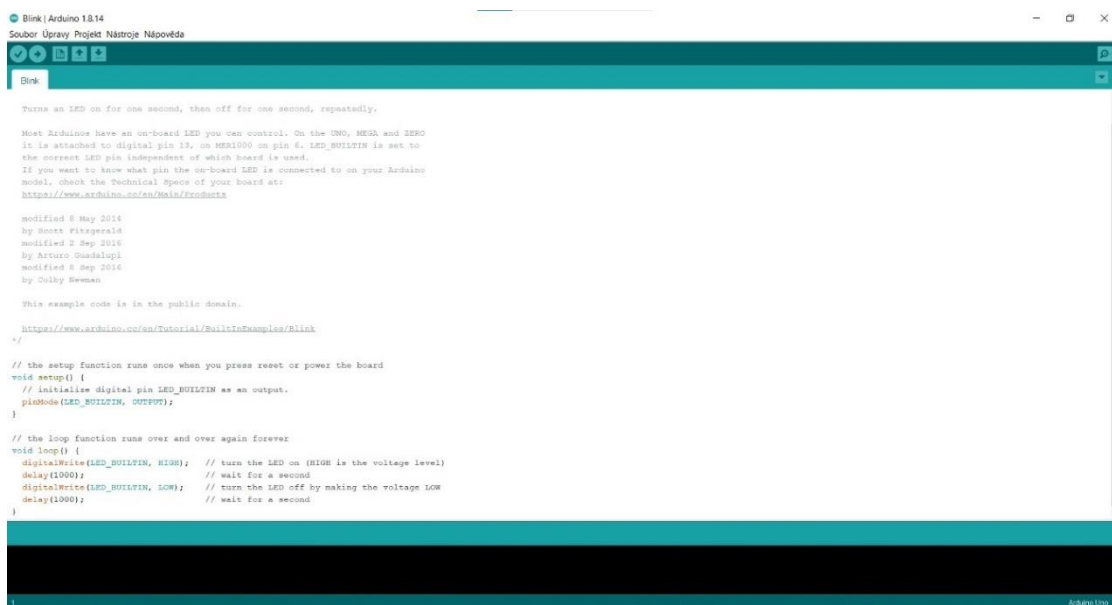 Blink | Arduino 1.8.14
Soubor Úpravy Projekt Nástroje Nápověda
Blink
Turns an LED on for one second, then off for one second, repeatedly.
Most Arduinos have an on-board LED you can control. On the UNO, MEGA and ZERO
it is attached to digital pin 13, on MKR1000 on pin 6. LED_BUILTIN is set to
the correct LED pin independent of which board is used.
If you want to know what pin the on-board LED is connected to on your Arduino
model, check the Technical Specs of your board at:
https://www.arduino.cc/en/Main/Products
modified 8 May 2014
by Scott Fitzgerald
modified 2 Sep 2016
by Arturo Guadalupi
modified 8 Sep 2016
by Colby Newman
This example code is in the public domain.
https://www.arduino.cc/en/Tutorial/BuiltInExamples/Blink
*/
// the setup function runs once when you press reset or power the board
void setup() {
// initialize digital pin LED_BUILTIN as an output.
pinMode(LED_BUILTIN, OUTPUT);
}
// the loop function runs over and over again forever
void loop() {
digitalWrite(LED_BUILTIN, HIGH);   // turn the LED on (HIGH is the voltage level)
delay(1000);                       // wait for a second
digitalWrite(LED_BUILTIN, LOW);    // turn the LED off by making the voltage LOW
delay(1000);                       // wait for a second
}
1
Arduino Uno